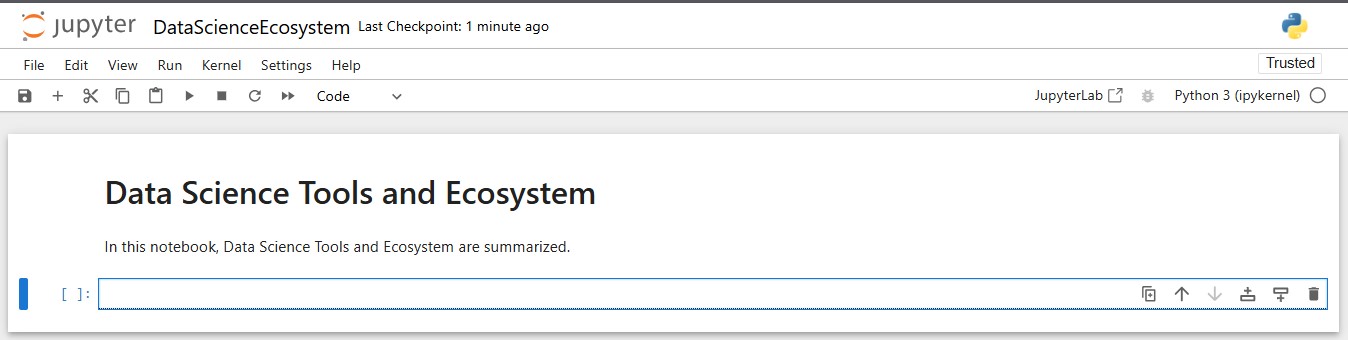 jupyter DataScienceEcosystem Last Checkpoint: 1 minute ago
File Edit View Run Kernel Settings Help Trusted
Code JupyterLab Python 3 (ipykernel)
Data Science Tools and Ecosystem
In this notebook, Data Science Tools and Ecosystem are summarized.
[ ]: